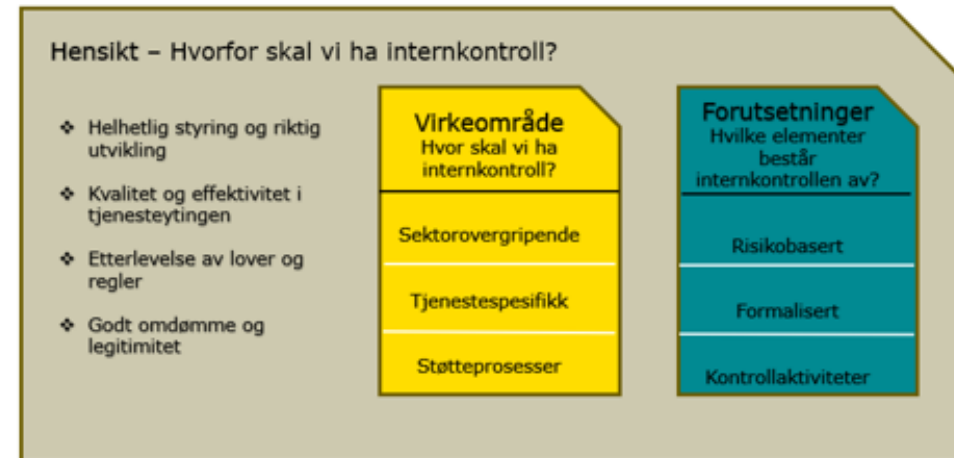 Hensikt – Hvorfor skal vi ha internkontroll?
❖ Helhetlig styring og riktig
utvikling
❖ Kvalitet og effektivitet i
tjenesteytingen
❖ Etterlevelse av lover og
regler
❖ Godt omdømme og
legitimitet
Virkeområde
Hvor skal vi ha
internkontroll?
Sektorovergripende
Tjenestespesifikk
Støtteprosesser
Forutsetninger
Hvilke elementer
består
internkontrollen av?
Risikobasert
Formalisert
Kontrollaktiviteter